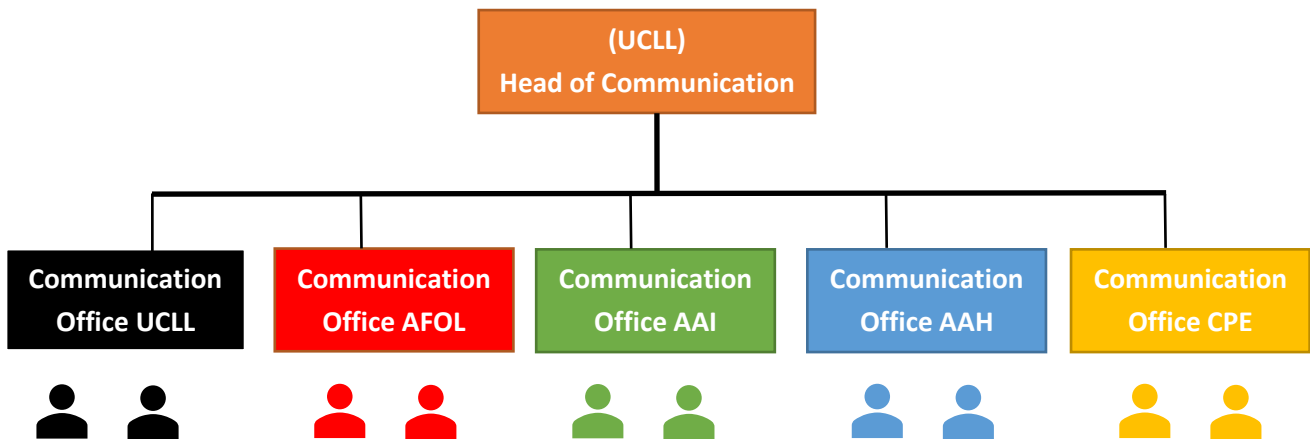 (UCLL)
Head of Communication
Communication
Office UCLL
Communication
Office AFOL
Communication
Office AAI
Communication
Office AAH
Communication
Office CPE